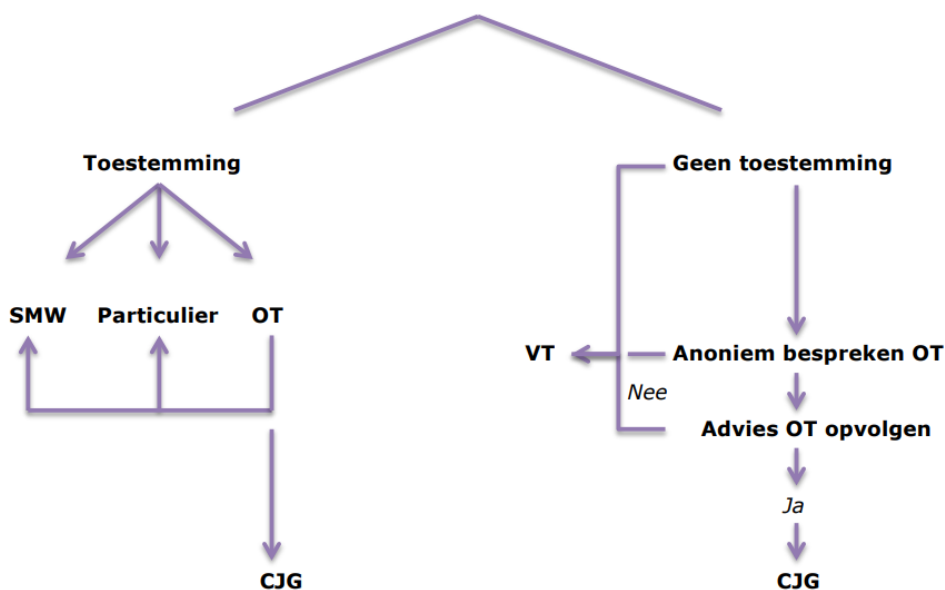 Toestemming
Geen toestemming
SMW
Particulier
OT
VT
Anoniem bespreken OT
Nee
Advies OT opvolgen
Ja
CJG
CJG